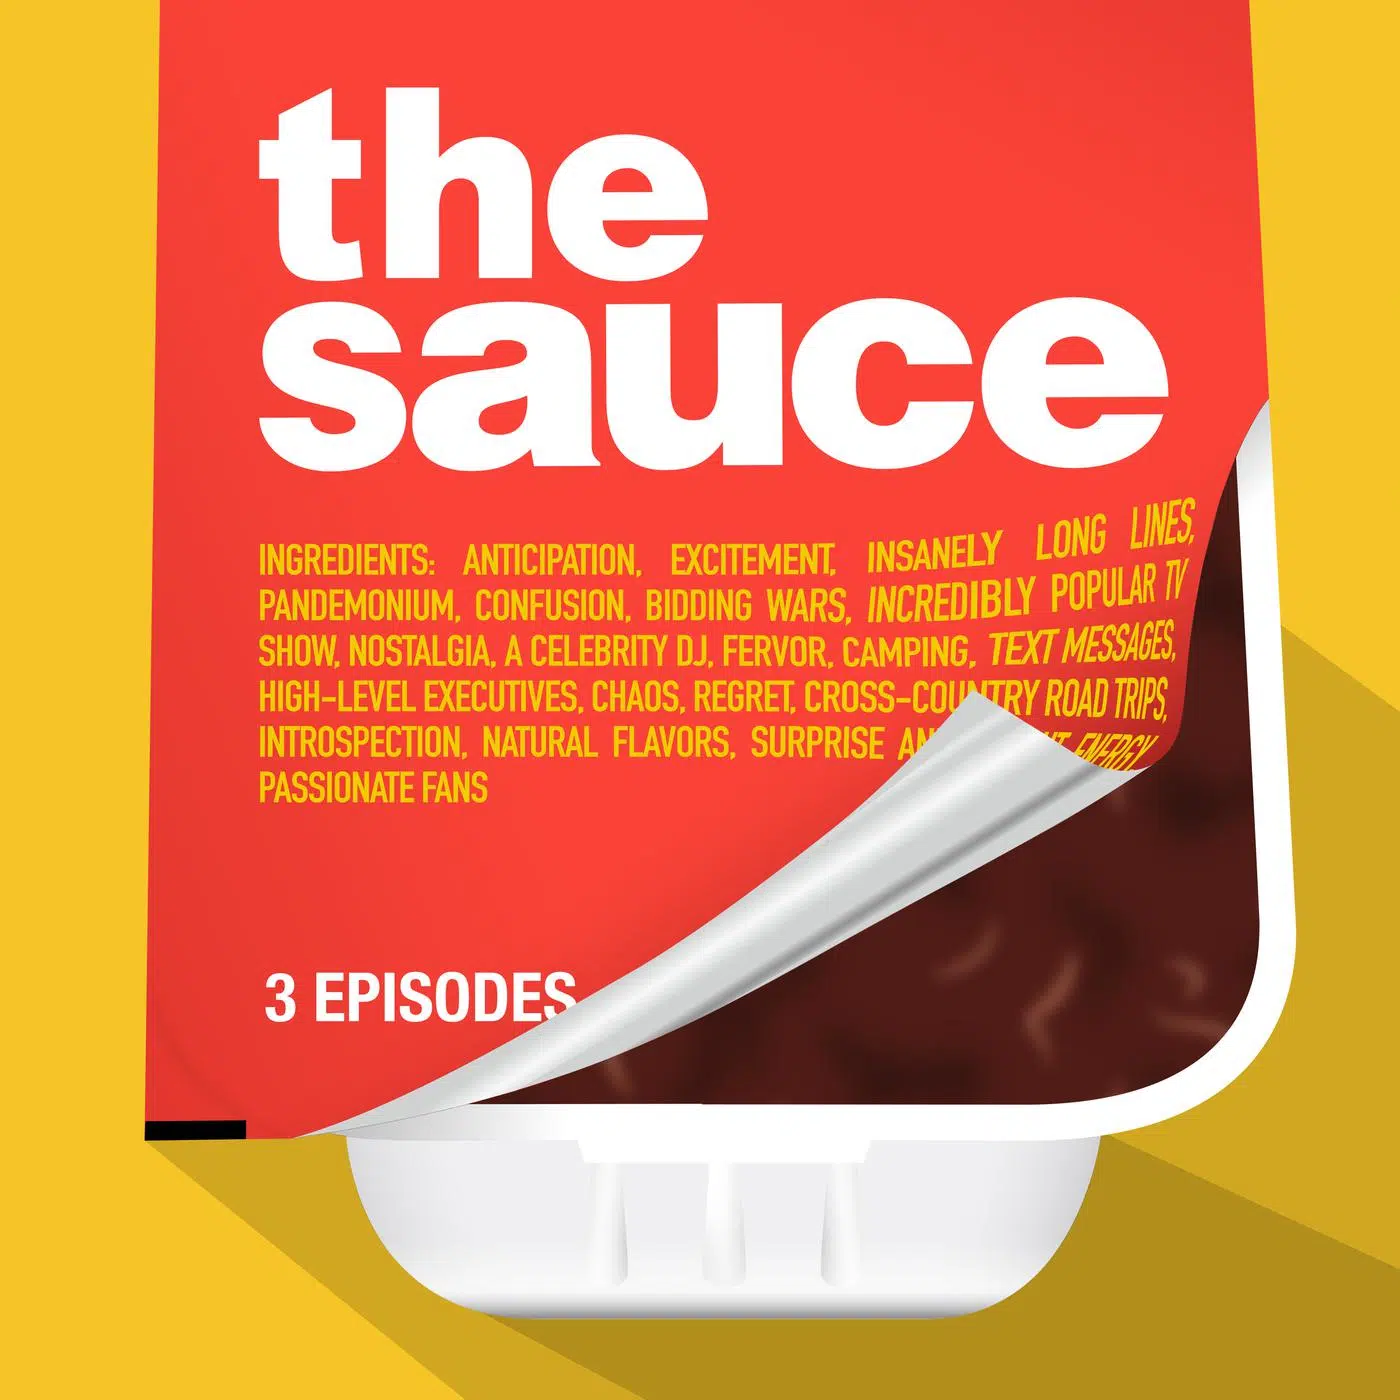 the
sauce
INGREDIENTS: ANTICIPATION, EXCITEMENT, INSANELY LONG LINES,
PANDEMONIUM, CONFUSION, BIDDING WARS, INCREDIBLY POPULAR TV
SHOW, NOSTALGIA, A CELEBRITY DJ, FERVOR, CAMPING, TEXT MESSAGES,
HIGH-LEVEL EXECUTIVES, CHAOS, REGRET, CROSS-COUNTRY ROAD TRIPS,
INTROSPECTION, NATURAL FLAVORS, SURPRISE ENERGY
PASSIONATE FANS
3 EPISODES